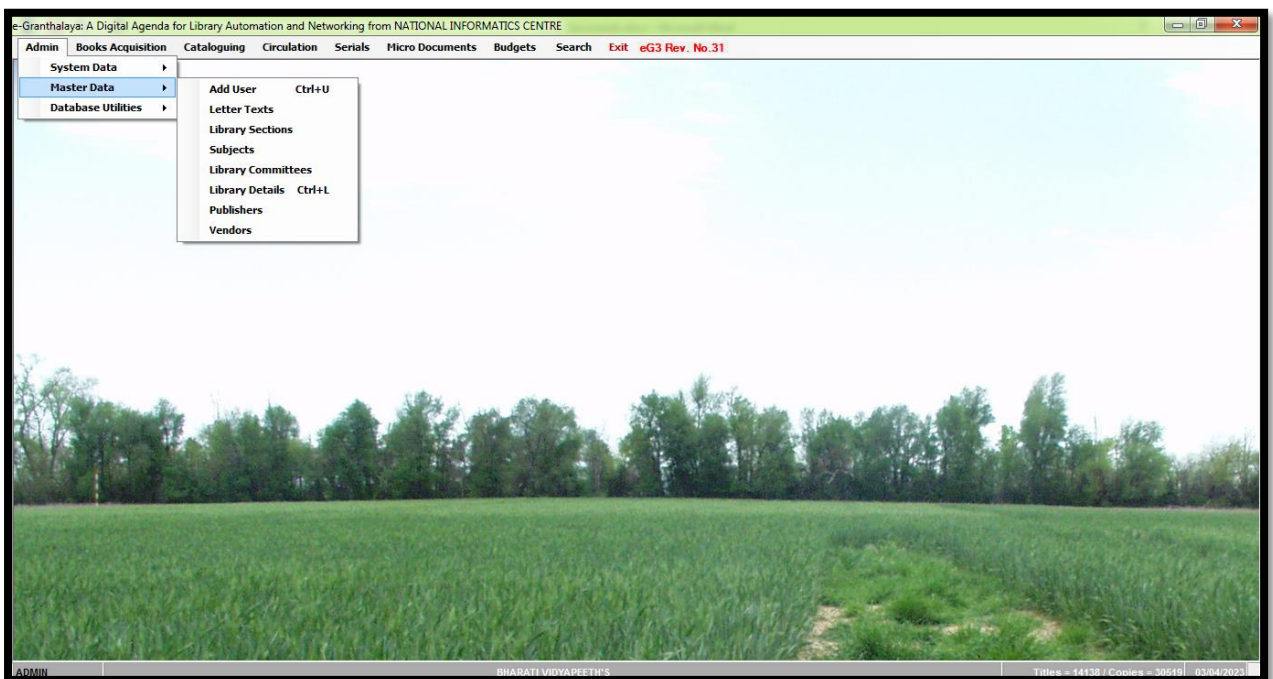 e-Granthalaya: A Digital Agenda for Library Automation and Networking from NATIONAL INFORMATICS CENTRE
Admin Books Acquisition Cataloguing Circulation Serials Micro Documents Budgets Search Exit eG3 Rev. No.31
System Data
Master Data
Database Utilities
Add User Ctrl+U
Letter Texts
Library Sections
Subjects
Library Committees
Library Details Ctrl+L
Publishers
Vendors
ADMIN BHARATI VIDYAPEETH'S Titles = 14138 / Copies = 30519 03/04/2023